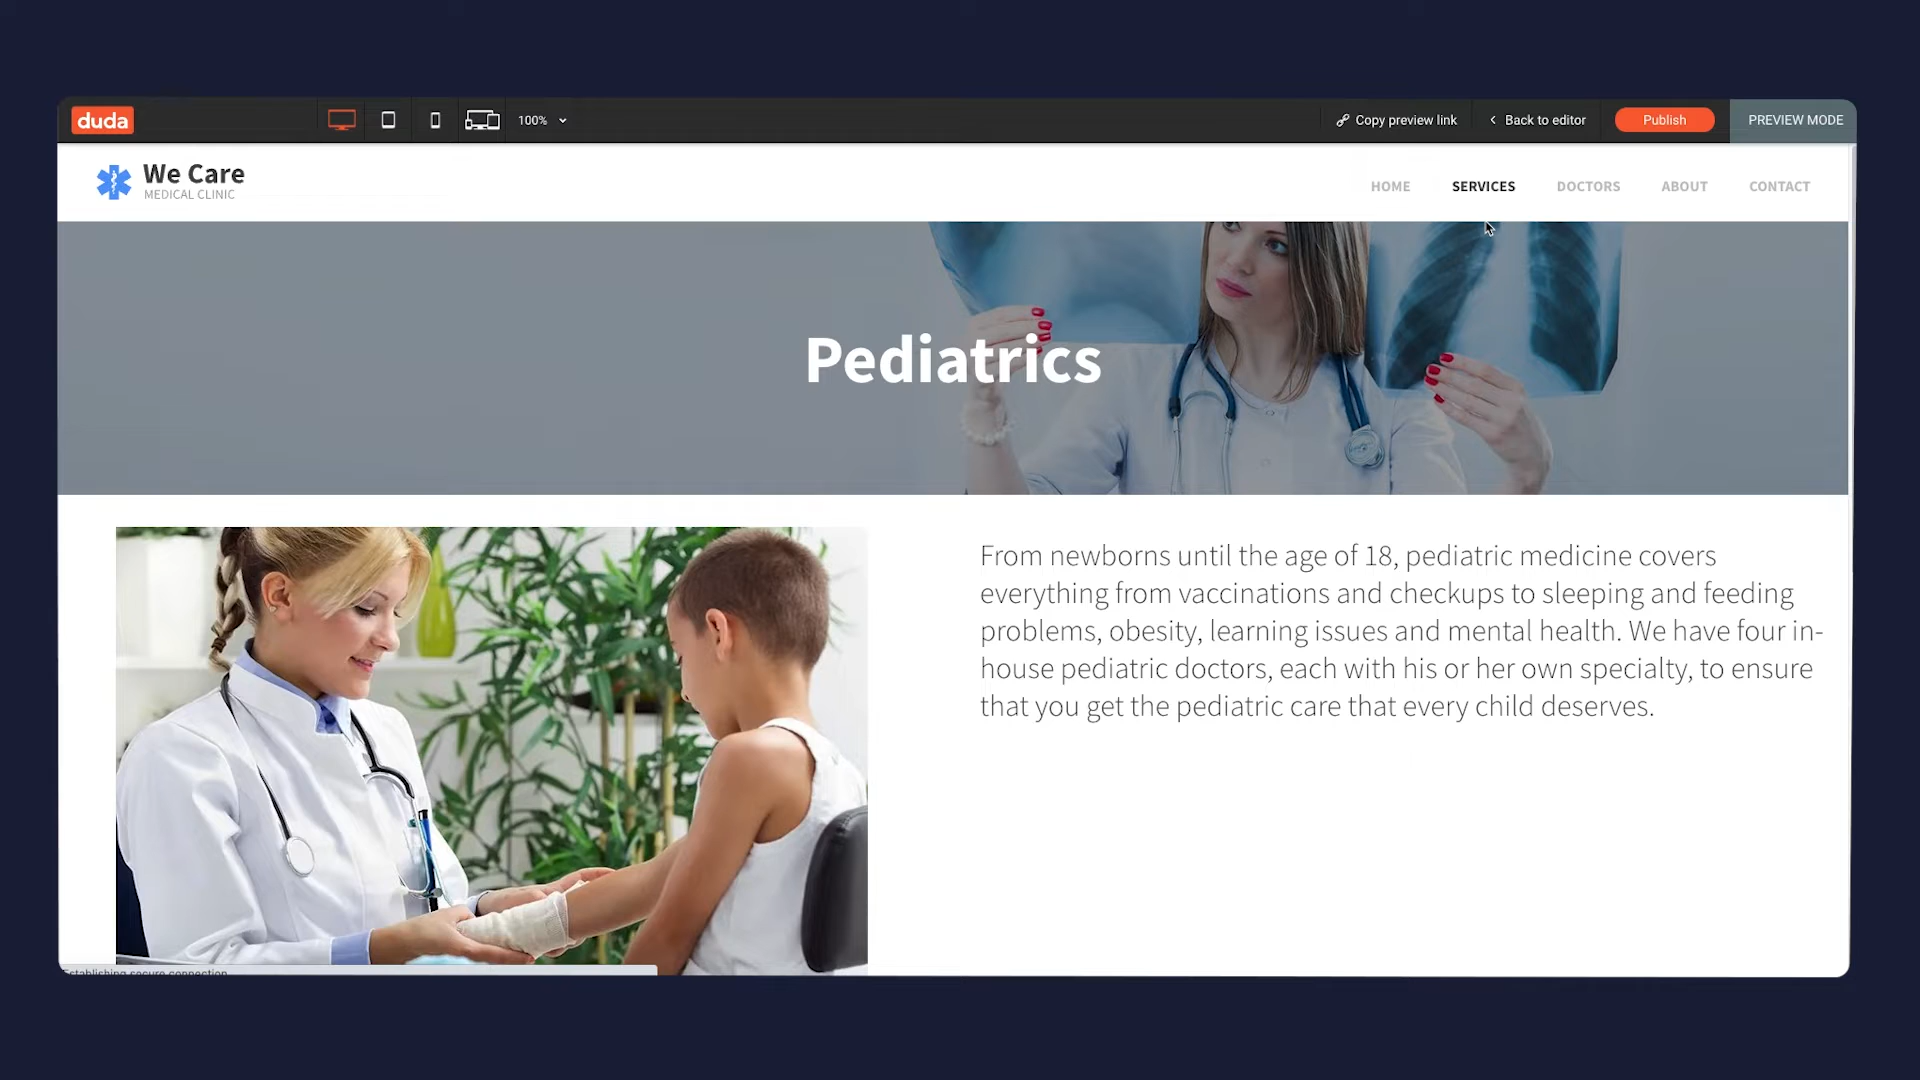 duda
100%
Copy preview link
Back to editor
Publish
PREVIEW MODE
We Care
MEDICAL CLINIC
HOME
SERVICES
DOCTORS
ABOUT
CONTACT
Pediatrics
From newborns until the age of 18, pediatric medicine covers
everything from vaccinations and checkups to sleeping and feeding
problems, obesity, learning issues and mental health. We have four in-
house pediatric doctors, each with his or her own specialty, to ensure
that you get the pediatric care that every child deserves.
Establishing secure connection